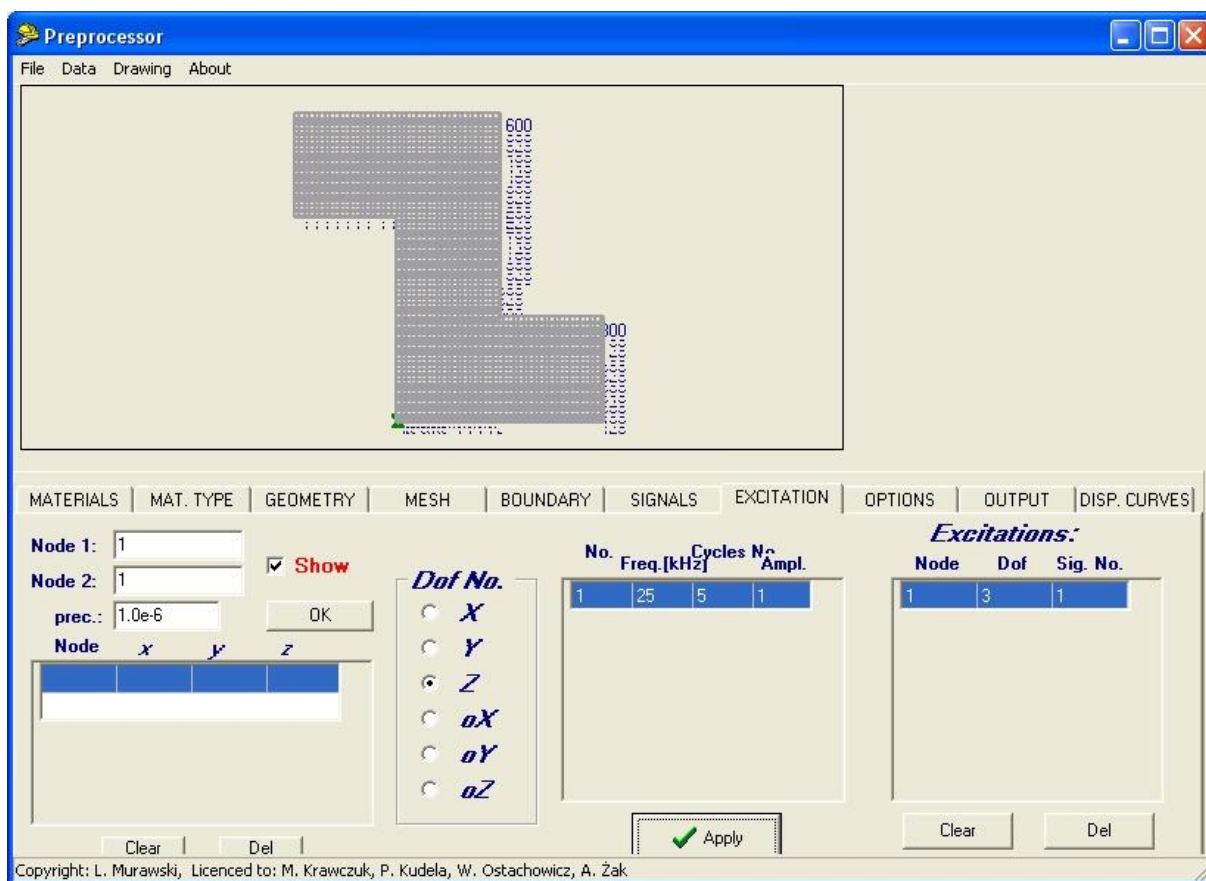 Preprocessor
File Data Drawing About
600
300
MATERIALS MAT. TYPE GEOMETRY MESH BOUNDARY SIGNALS EXCITATION OPTIONS OUTPUT DISP. CURVES
Node 1: 1
Node 2: 1
prec.: 1.0e-6
Show
OK
Node x y z
Clear Del
Dof No.
X
Y
Z
oX
oY
oZ
No. Freq.[kHz] Cycles No. Ampl.
1 25 5 1
Apply
Excitations:
Node Dof Sig. No.
1 3 1
Clear Del
Copyright: L. Murawski, Licenced to: M. Krawczuk, P. Kudela, W. Ostachowicz, A. Żak